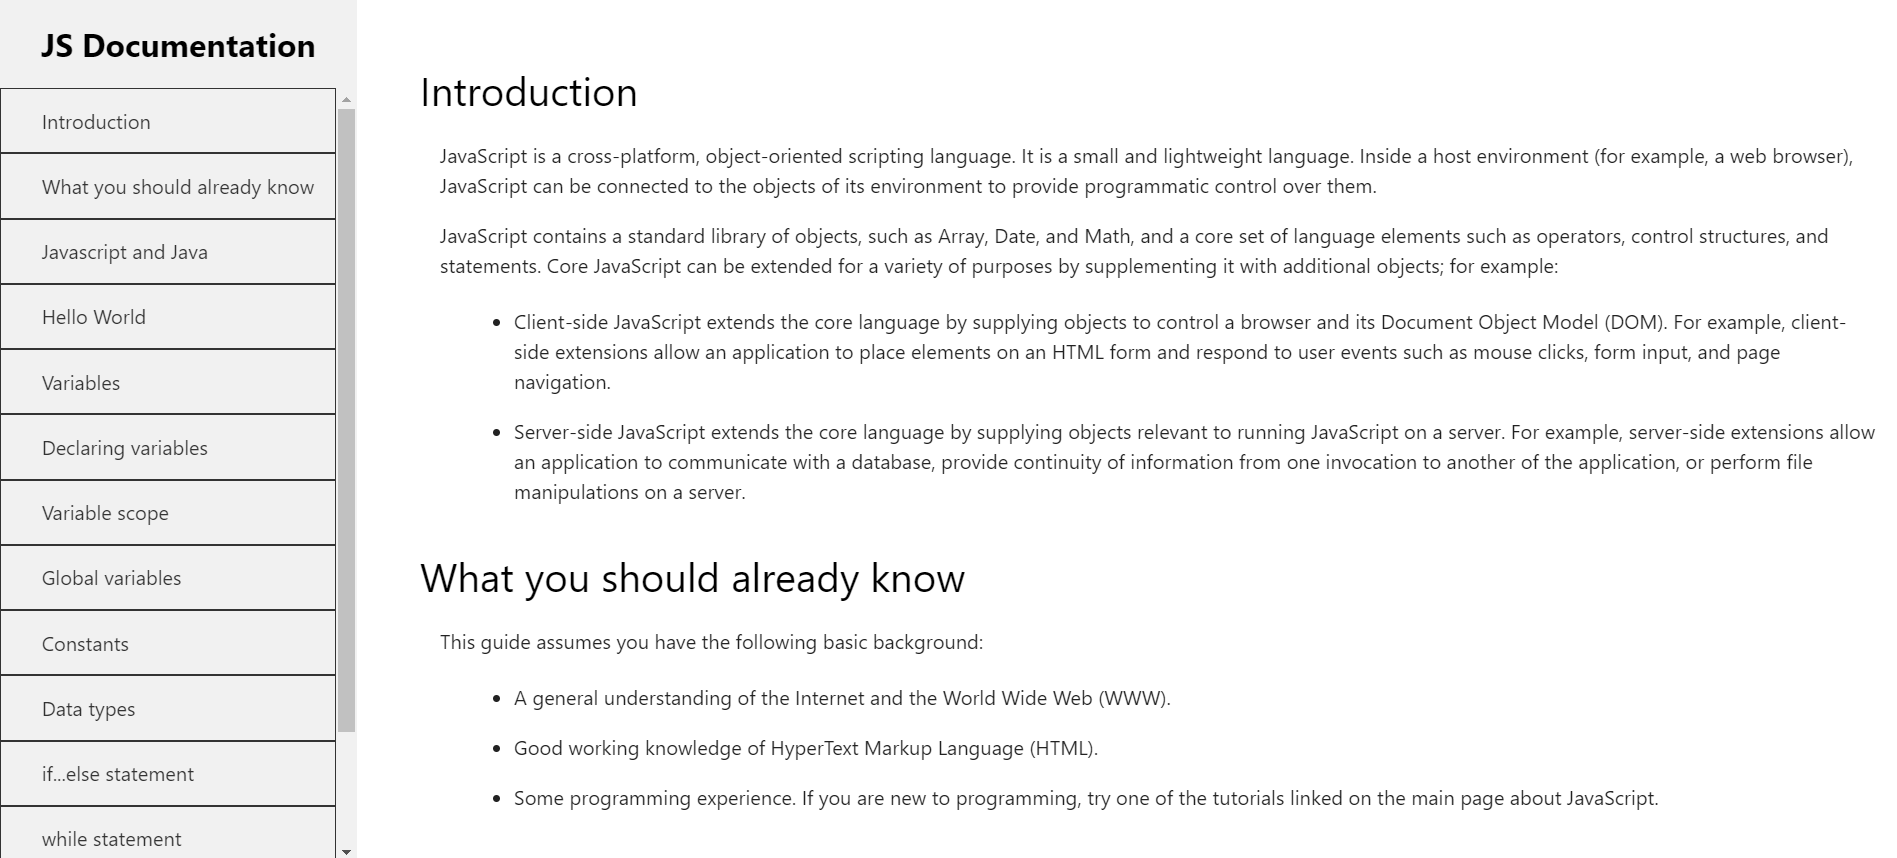 JS Documentation
Introduction
What you should already know
Javascript and Java
Hello World
Variables
Declaring variables
Variable scope
Global variables
Constants
Data types
if...else statement
while statement
Introduction
JavaScript is a cross-platform, object-oriented scripting language. It is a small and lightweight language. Inside a host environment (for example, a web browser),
JavaScript can be connected to the objects of its environment to provide programmatic control over them.
JavaScript contains a standard library of objects, such as Array, Date, and Math, and a core set of language elements such as operators, control structures, and
statements. Core JavaScript can be extended for a variety of purposes by supplementing it with additional objects; for example:
• Client-side JavaScript extends the core language by supplying objects to control a browser and its Document Object Model (DOM). For example, client-
side extensions allow an application to place elements on an HTML form and respond to user events such as mouse clicks, form input, and page
navigation.
• Server-side JavaScript extends the core language by supplying objects relevant to running JavaScript on a server. For example, server-side extensions allow
an application to communicate with a database, provide continuity of information from one invocation to another of the application, or perform file
manipulations on a server.
What you should already know
This guide assumes you have the following basic background:
• A general understanding of the Internet and the World Wide Web (WWW).
• Good working knowledge of HyperText Markup Language (HTML).
• Some programming experience. If you are new to programming, try one of the tutorials linked on the main page about JavaScript.